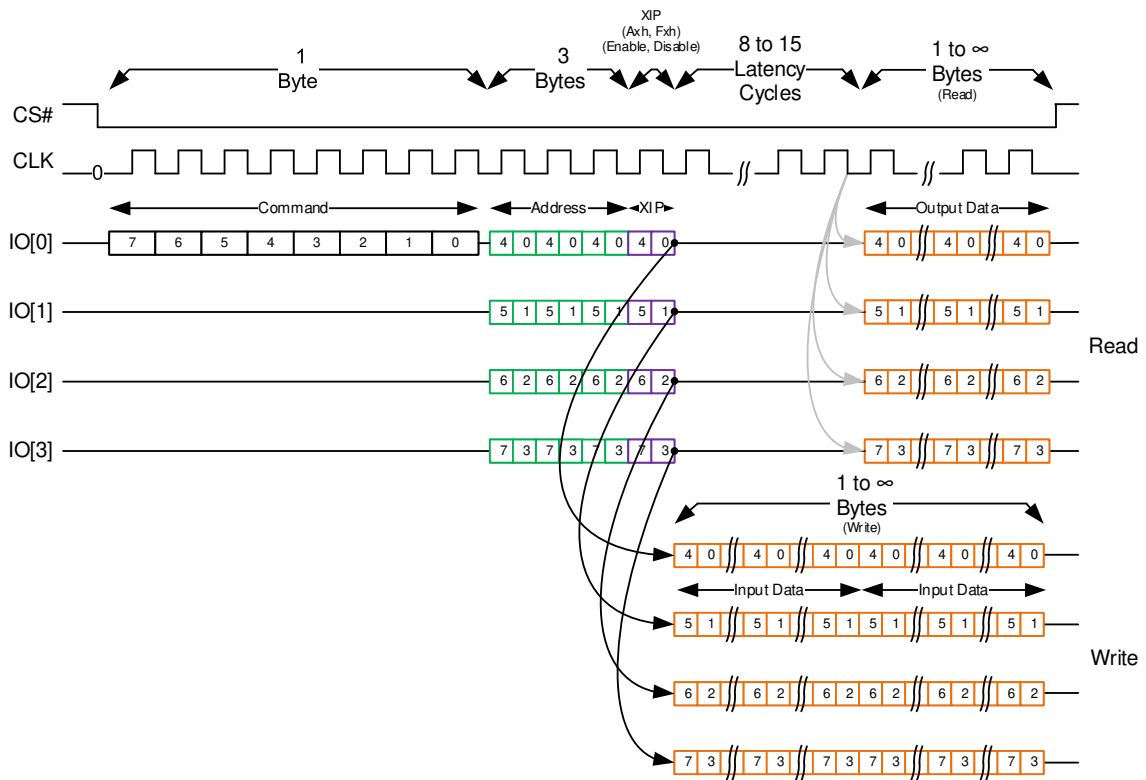 XIP
(Axh, Fxh)
(Enable, Disable)
1
Byte
3
Bytes
8 to 15
Latency
Cycles
1 to ∞
Bytes
(Read)
CS#
CLK
0
Command
Address
XIP
Output Data
IO[0]
7 6 5 4 3 2 1 0 4 0 4 0 4 0 4 0 4 0 4 0 4 0
IO[1]
5 1 5 1 5 1 5 1 5 1 5 1 5 1
Read
IO[2]
6 2 6 2 6 2 6 2 6 2 6 2 6 2
IO[3]
7 3 7 3 7 3 7 3 7 3 7 3 7 3
1 to ∞
Bytes
(Write)
4 0 4 0 4 0 4 0 4 0 4 0
Input Data Input Data
5 1 5 1 5 1 5 1 5 1 5 1
Write
6 2 6 2 6 2 6 2 6 2 6 2
7 3 7 3 7 3 7 3 7 3 7 3